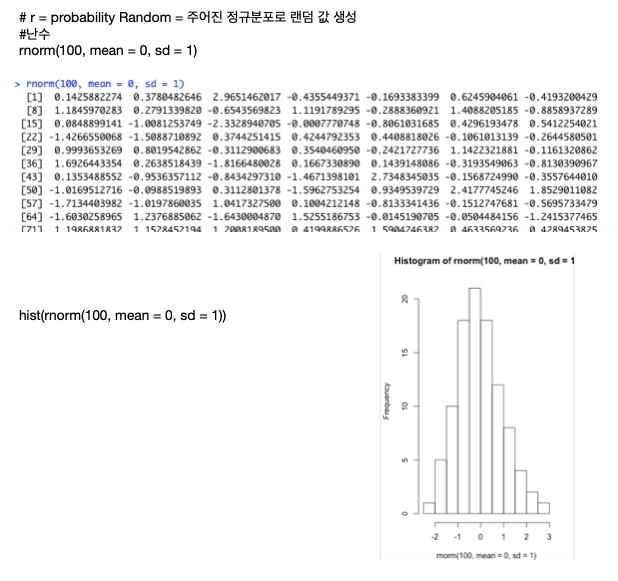 # r = probability Random = 주어진 정규분포로 랜덤 값 생성
#난수
rnorm(100, mean = 0, sd = 1)
> rnorm(100, mean = 0, sd = 1)
[1] 0.1425882274 0.3780482646 2.9651462017 -0.4355449371 -0.1693383399 0.6245904061 -0.4193200429
[8] 1.1845970283 0.2791339820 -0.6543569823 1.1191789295 -0.2888360921 1.4088205185 -0.8858937289
[15] 0.0848899141 -1.0081253749 -2.3328940705 -0.0007770748 -0.8061031685 0.4296193478 0.5412254021
[22] -1.4266550068 -1.5088710892 0.3744251415 0.4244792353 0.4408818026 -0.1061013139 -0.2644580501
[29] 0.9993653269 0.8019542862 -0.3112900683 0.3540460950 -0.2421727736 1.1422321881 -0.1161320862
[36] 1.6926443354 0.2638518439 -1.8166480028 0.1667330890 0.1439148086 -0.3193549063 -0.8130390967
[43] 0.1353488552 -0.9536357112 -0.8434297310 -1.4671398101 2.7348345035 -0.1568724990 -0.3557644010
[50] -1.0169512716 -0.0988519893 0.3112801378 -1.5962753254 0.9349539729 2.4177745246 1.8529011082
[57] -1.7134403982 -1.0197860035 1.0417327500 0.1004212148 -0.8133341436 -0.1512747681 -0.5695733479
[64] -1.6030258965 1.2376885062 -1.6430004870 1.5255186753 -0.0145190705 -0.0504484156 -1.2415377465
[71] 1.1986881832 1.1528452194 1.2008189500 0.4199886526 1.5904246382 0.4633569236 0.4289453825
Histogram of rnorm(100, mean = 0, sd = 1
hist(rnorm(100, mean = 0, sd = 1))
Frequency
20
15
10
5
0
-2 -1 0 1 2 3
rnorm(100, mean = 0, sd = 1)